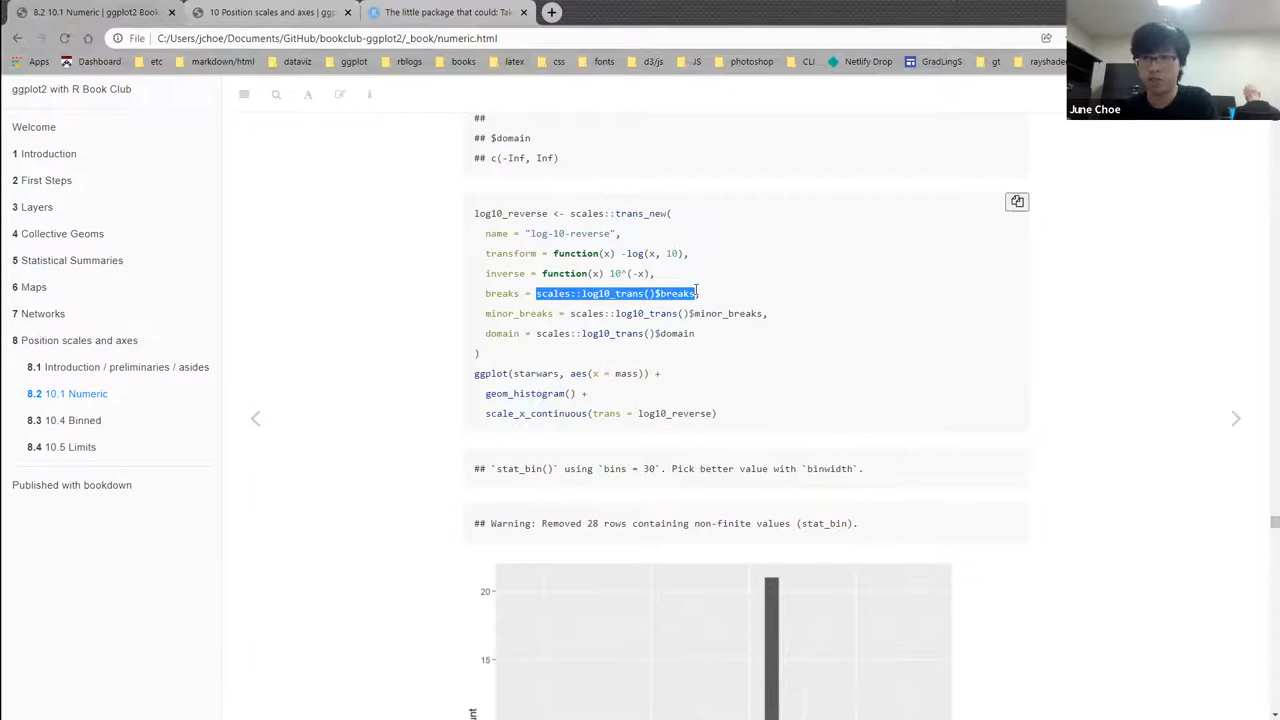 8.2 10.1 Numeric | ggplot2 Book
10 Position scales and axes | ggp
The little package that could: Tak
File
C:/Users/jchoe/Documents/GitHub/bookclub-ggplot2/_book/numeric.html
Apps Dashboard etc markdown/html dataviz ggplot rblogs books latex css fonts d3/js JS photoshop CLI Netlify Drop GradLingS gt rayshader
June Choe
ggplot2 with R Book Club
Welcome
1 Introduction
2 First Steps
3 Layers
4 Collective Geoms
5 Statistical Summaries
6 Maps
7 Networks
8 Position scales and axes
8.1 Introduction / preliminaries / asides
8.2 10.1 Numeric
8.3 10.4 Binned
8.4 10.5 Limits
Published with bookdown
##
## $domain
## c(-Inf, Inf)
log10_reverse <- scales::trans_new(
name = "log-10-reverse",
transform = function(x) -log(x, 10),
inverse = function(x) 10^(-x),
breaks = scales::log10_trans()$breaks,
minor_breaks = scales::log10_trans()$minor_breaks,
domain = scales::log10_trans()$domain
)
ggplot(starwars, aes(x = mass)) +
geom_histogram() +
scale_x_continuous(trans = log10_reverse)
## `stat_bin()` using `bins = 30`. Pick better value with `binwidth`.
## Warning: Removed 28 rows containing non-finite values (stat_bin).
20
15